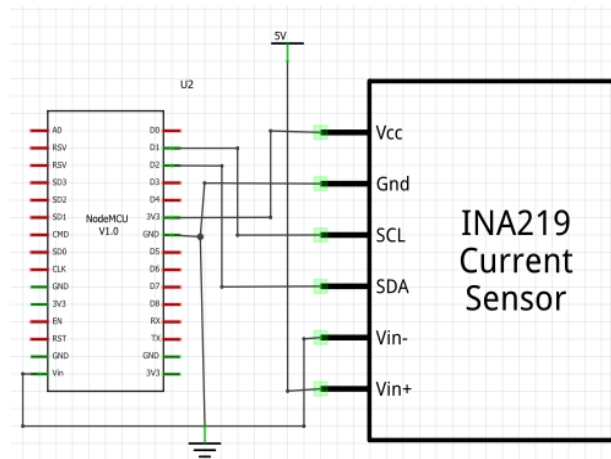 5V
U2
A0
RSV
RSV
SD3
SD2
SD1
CMD
SD0
CLK
GND
3V3
EN
RST
GND
Vin
NodeMCU
V1.0
D0
D1
D2
D3
D4
3V3
GND
D5
D6
D7
D8
RX
TX
GND
3V3
Vcc
Gnd
SCL
SDA
Vin-
Vin+
INA219
Current
Sensor